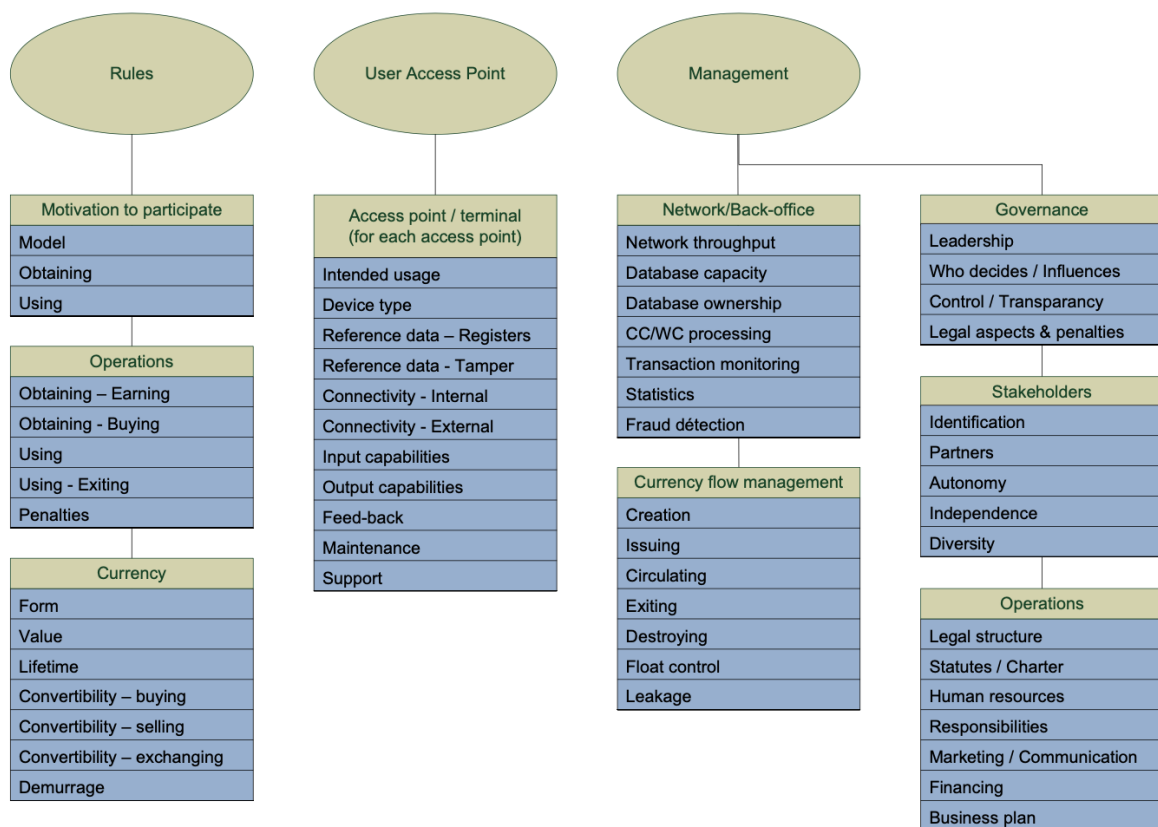 Rules
Motivation to participate
Model
Obtaining
Using
Operations
Obtaining – Earning
Obtaining - Buying
Using
Using - Exiting
Penalties
Currency
Form
Value
Lifetime
Convertibility – buying
Convertibility – selling
Convertibility – exchanging
Demurrage
User Access Point
Access point / terminal
(for each access point)
Intended usage
Device type
Reference data – Registers
Reference data - Tamper
Connectivity - Internal
Connectivity - External
Input capabilities
Output capabilities
Feed-back
Maintenance
Support
Management
Network/Back-office
Network throughput
Database capacity
Database ownership
CC/WC processing
Transaction monitoring
Statistics
Fraud détection
Currency flow management
Creation
Issuing
Circulating
Exiting
Destroying
Float control
Leakage
Governance
Leadership
Who decides / Influences
Control / Transparancy
Legal aspects & penalties
Stakeholders
Identification
Partners
Autonomy
Independence
Diversity
Operations
Legal structure
Statutes / Charter
Human resources
Responsibilities
Marketing / Communication
Financing
Business plan